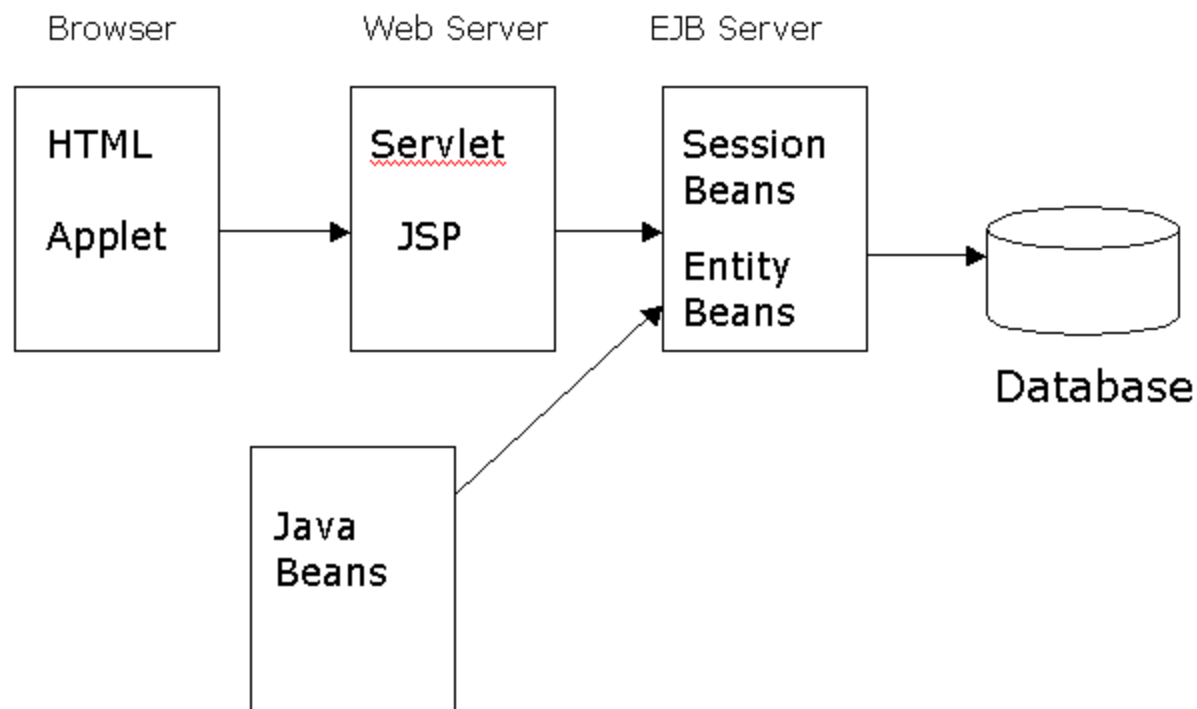 Browser
Web Server
EJB Server
HTML
Applet
Servlet
JSP
Session
Beans
Entity
Beans
Database
Java
Beans